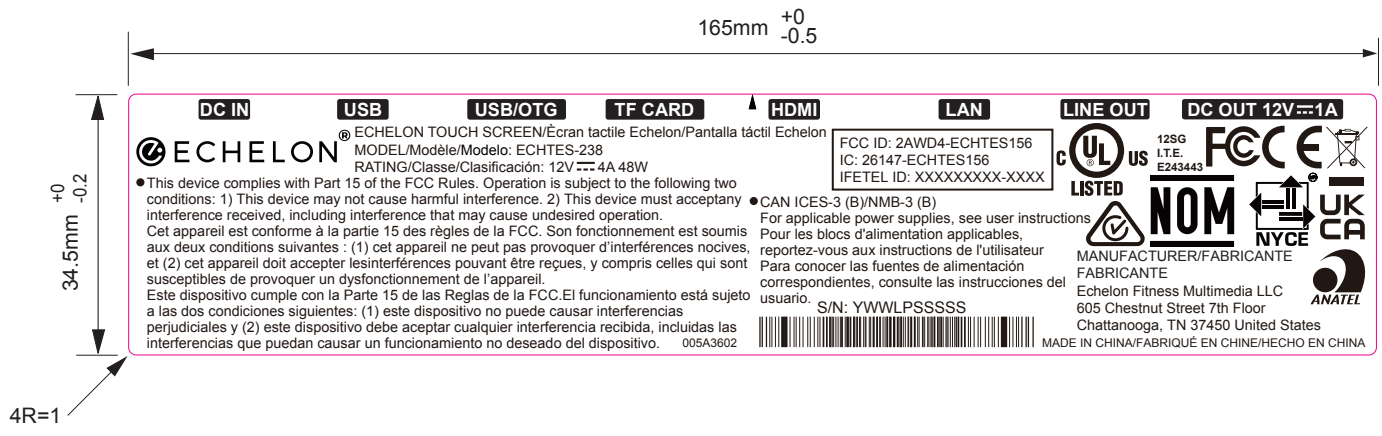 165mm +0 -0.5
34.5mm +0 -0.2
4R=1
DC IN USB USB/OTG TF CARD HDMI LAN LINE OUT DC OUT 12V⎓1A
ECHELON®
ECHELON TOUCH SCREEN/Ècran tactile Echelon/Pantalla táctil Echelon
MODEL/Modèle/Modelo: ECHTES-238
RATING/Classe/Clasificación: 12V⎓4A 48W
●This device complies with Part 15 of the FCC Rules. Operation is subject to the following two
conditions: 1) This device may not cause harmful interference. 2) This device must acceptany
interference received, including interference that may cause undesired operation.
Cet appareil est conforme à la partie 15 des règles de la FCC. Son fonctionnement est soumis
aux deux conditions suivantes : (1) cet appareil ne peut pas provoquer d'interférences nocives,
et (2) cet appareil doit accepter lesinterférences pouvant être reçues, y compris celles qui sont
susceptibles de provoquer un dysfonctionnement de l'appareil.
Este dispositivo cumple con la Parte 15 de las Reglas de la FCC.El funcionamiento está sujeto
a las dos condiciones siguientes: (1) este dispositivo no puede causar interferencias
perjudiciales y (2) este dispositivo debe aceptar cualquier interferencia recibida, incluidas las
interferencias que puedan causar un funcionamiento no deseado del dispositivo. 005A3602
FCC ID: 2AWD4-ECHTES156
IC: 26147-ECHTES156
IFETEL ID: XXXXXXXXX-XXXX
●CAN ICES-3 (B)/NMB-3 (B)
For applicable power supplies, see user instructions
Pour les blocs d'alimentation applicables,
reportez-vous aux instructions de l'utilisateur
Para conocer las fuentes de alimentación
correspondientes, consulte las instrucciones del
usuario.
S/N: YWWLPSSSSS
C UL US
LISTED
12SG
I.T.E.
E243443
FCC CE
NOM
NYCE
UK
CA
MANUFACTURER/FABRICANTE
FABRICANTE
Echelon Fitness Multimedia LLC
605 Chestnut Street 7th Floor
Chattanooga, TN 37450 United States
ANATEL
MADE IN CHINA/FABRIQUÉ EN CHINE/HECHO EN CHINA